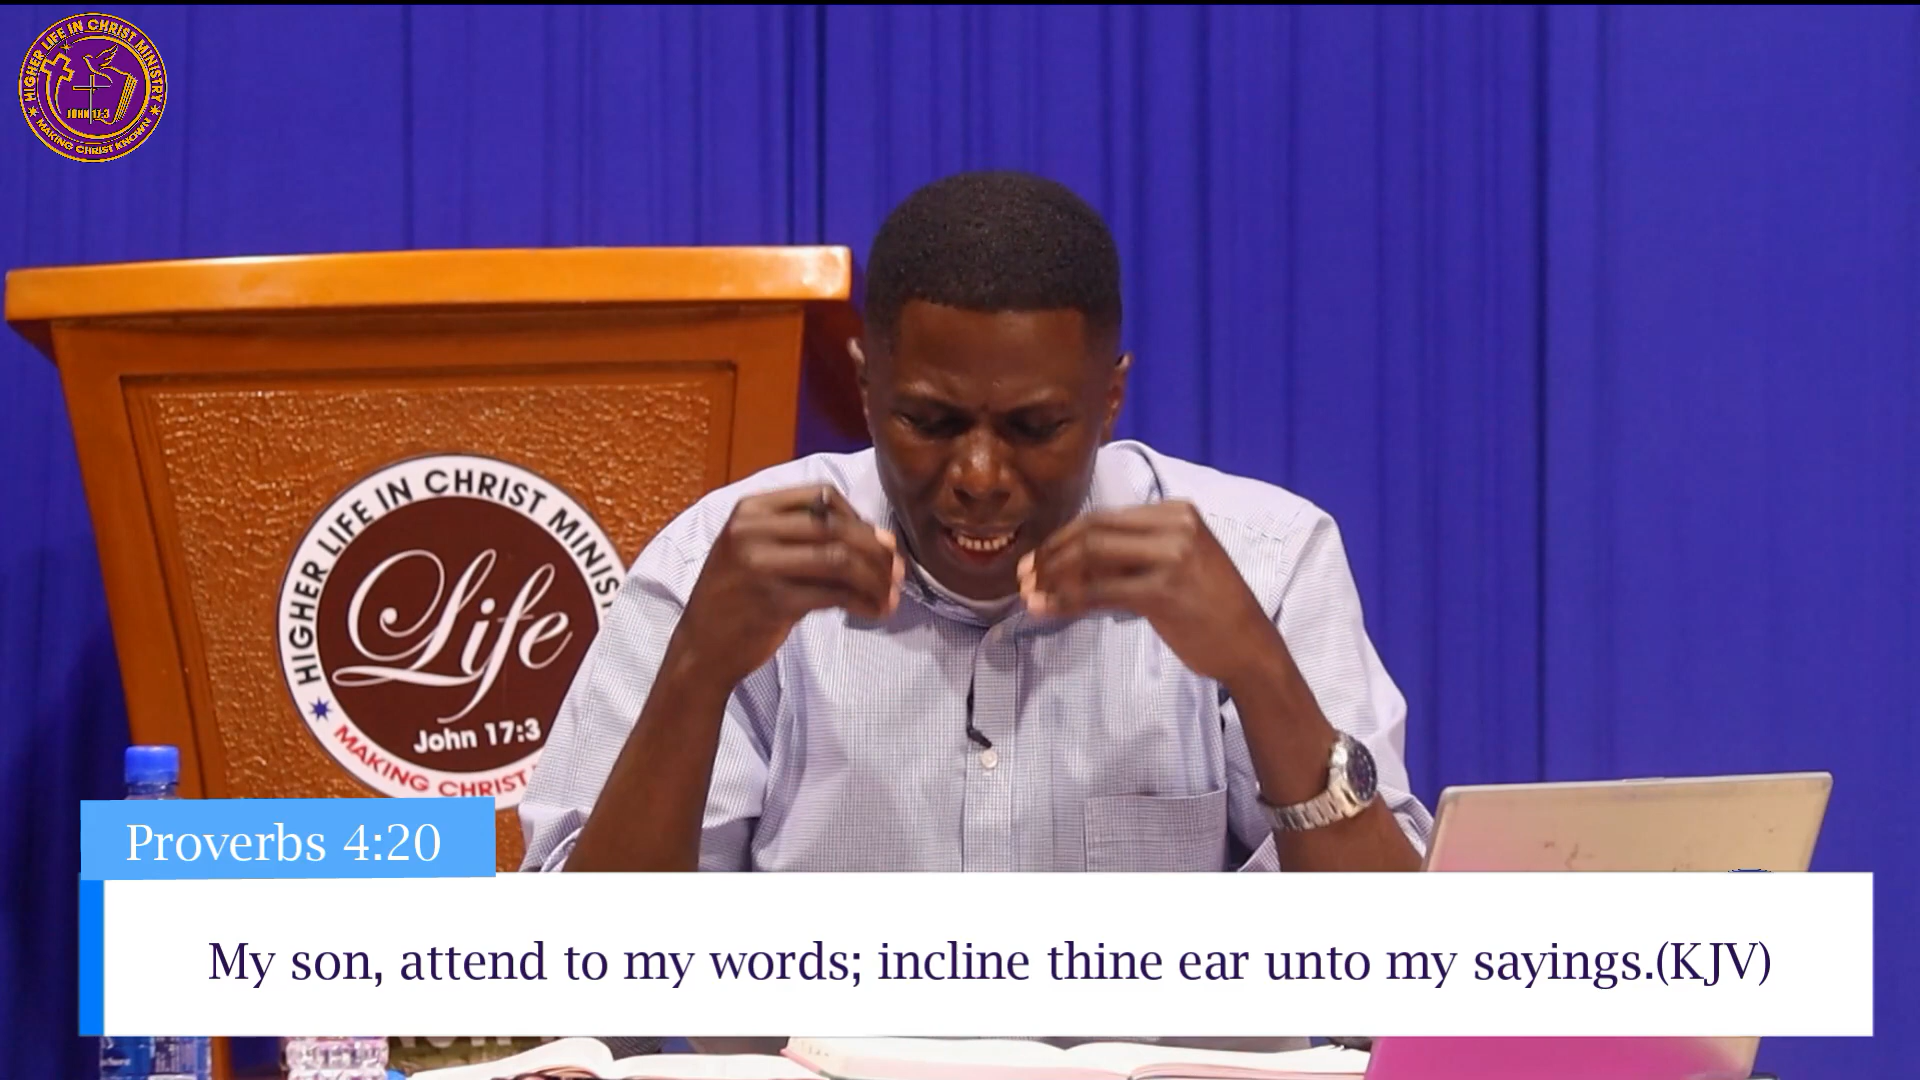 HIGHER LIFE IN CHRIST MINISTRY
JOHN 17:3
MAKING CHRIST KNOWN
HIGHER LIFE IN CHRIST
Life
John 17:3
MAKING CHRIST
Proverbs 4:20
My son, attend to my words; incline thine ear unto my sayings.(KJV)